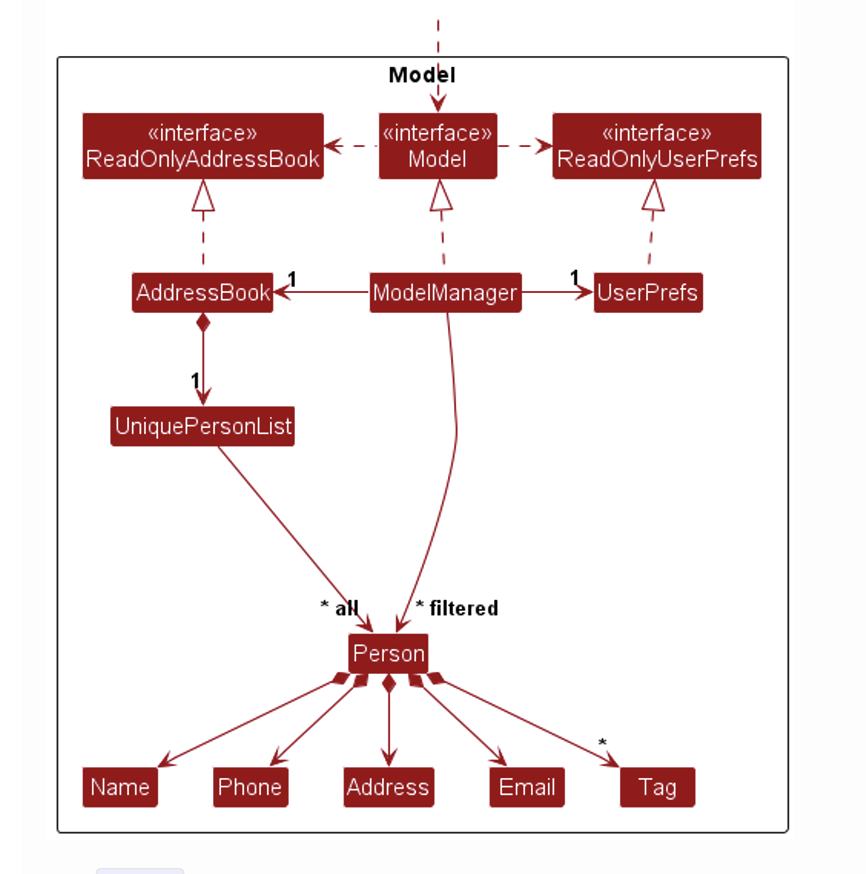 Model
«interface»
ReadOnlyAddressBook
«interface»
Model
«interface»
ReadOnlyUserPrefs
AddressBook
1
ModelManager
1
UserPrefs
1
UniquePersonList
* all
* filtered
Person
*
Name
Phone
Address
Email
Tag